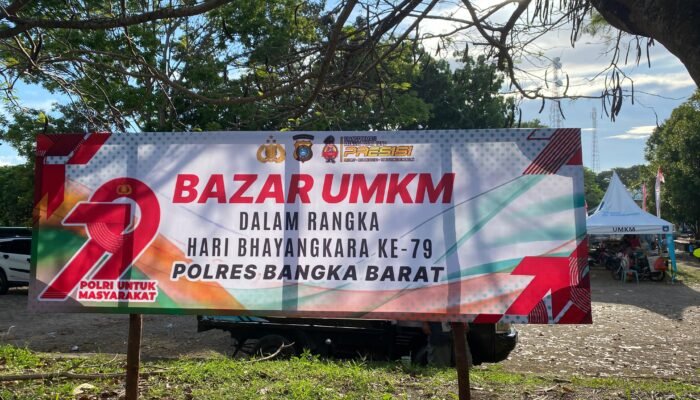 PRESISI
BAZAR UMKM
DALAM RANGKA
HARI BHAYANGKARA KE-79
POLRES BANGKA BARAT
79
POLRI UNTUK
MASYARAKAT
UMKM